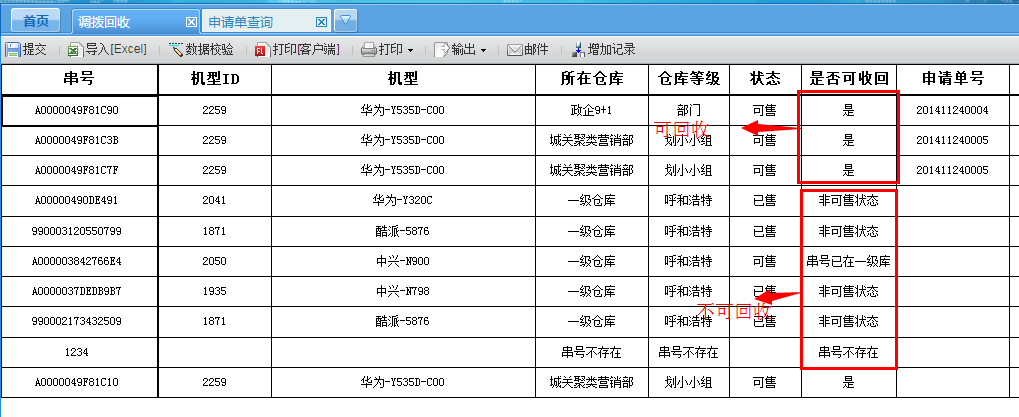 首页 调拨回收 申请单查询
提交 导入[Excel] 数据校验 打印[客户端] 打印 输出 邮件 增加记录
串号 机型ID 机型 所在仓库 仓库等级 状态 是否可收回 申请单号
A0000049F81C90 2259 华为-Y535D-C00 政企9+1 部门 可售 是 201411240004
可回收
A0000049F81C3B 2259 华为-Y535D-C00 城关聚类营销部 划小小组 可售 是 201411240005
A0000049F81C7F 2259 华为-Y535D-C00 城关聚类营销部 划小小组 可售 是 201411240005
A00000490DE491 2041 华为-Y320C 一级仓库 呼和浩特 已售 非可售状态
990003120550799 1871 酷派-5876 一级仓库 呼和浩特 已售 非可售状态
A000003842766E4 2050 中兴-N900 一级仓库 呼和浩特 可售 串号已在一级库
A0000037DEDB9B7 1935 中兴-N798 一级仓库 呼和浩特 已售 非可售状态
不可回收
990002173432509 1871 酷派-5876 一级仓库 呼和浩特 已售 非可售状态
1234 串号不存在 串号不存在 串号不存在
A0000049F81C10 2259 华为-Y535D-C00 城关聚类营销部 划小小组 可售 是